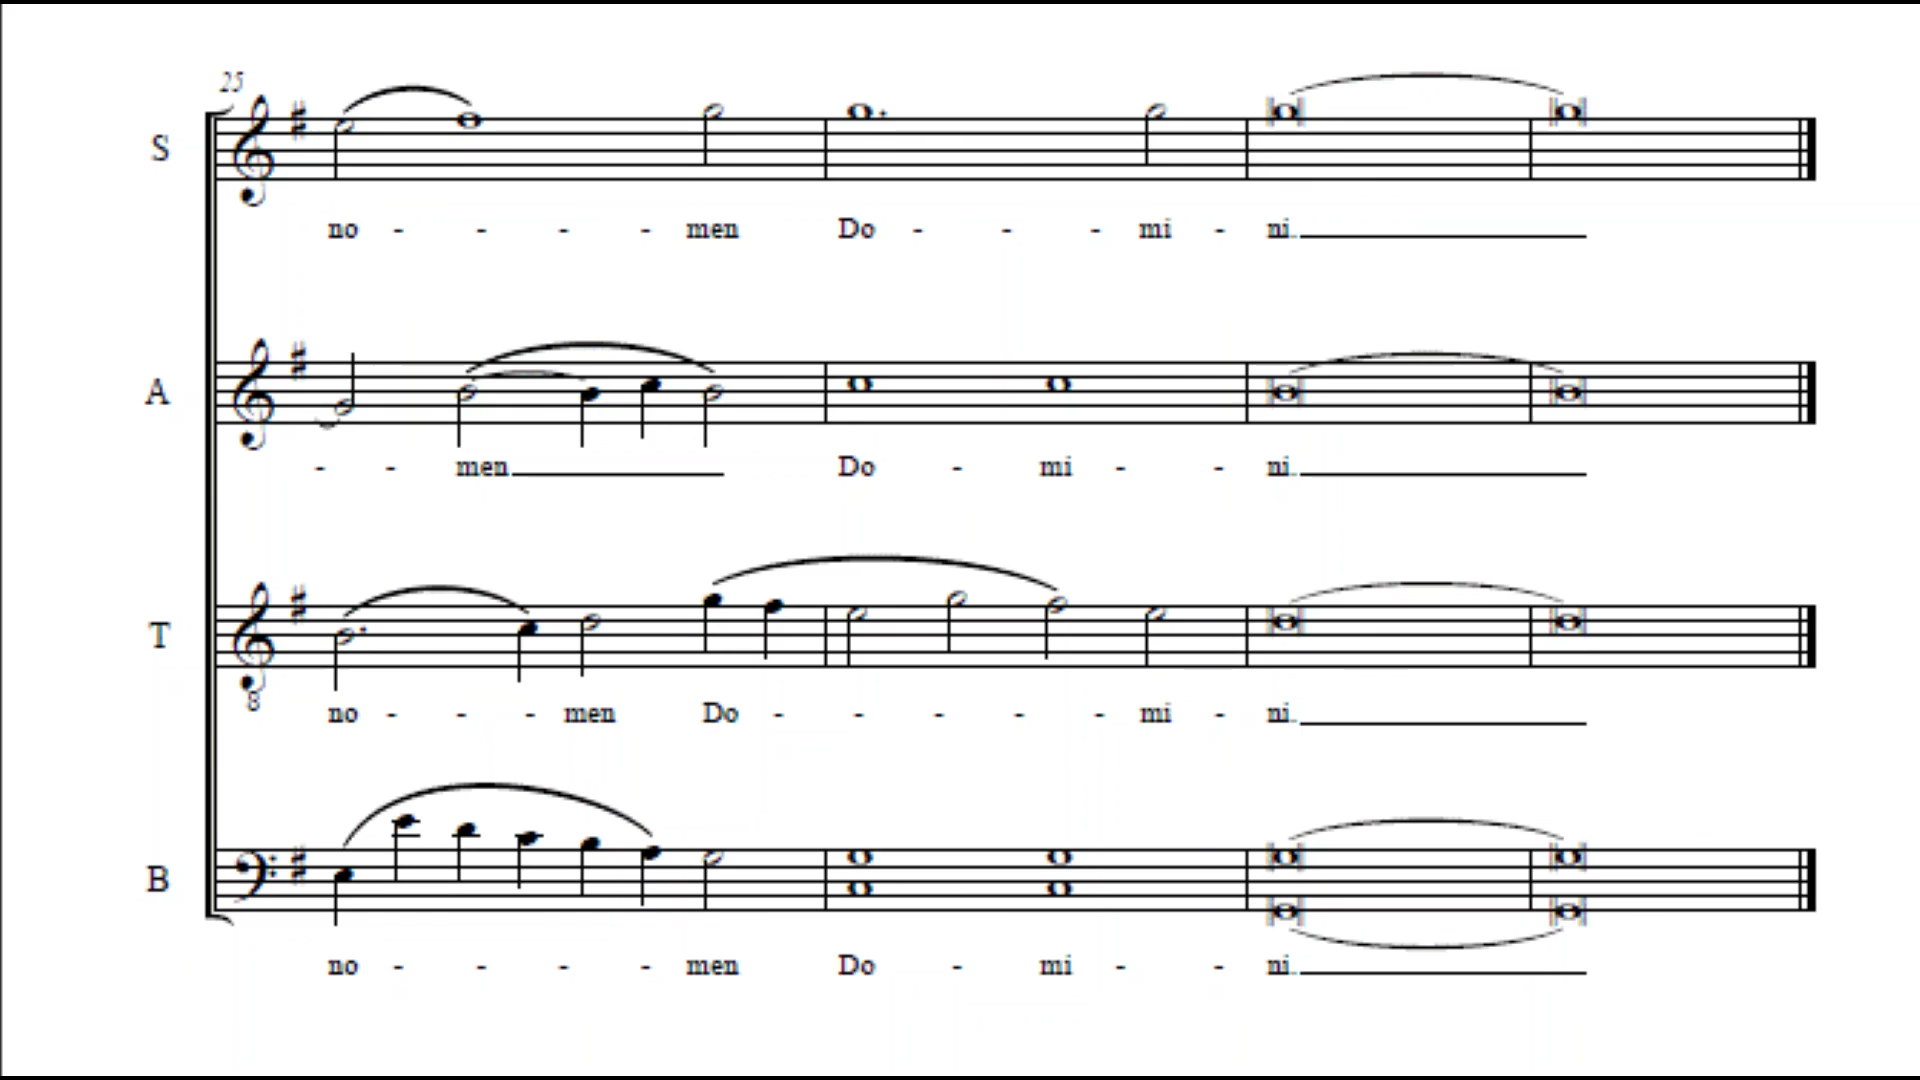 25
S
no - - - - men Do - - - mi - ni.
A
- - men Do - mi - - ni.
T
8
no - - - men Do - - - - - mi - ni.
B
no - - - - men Do - mi - - ni.